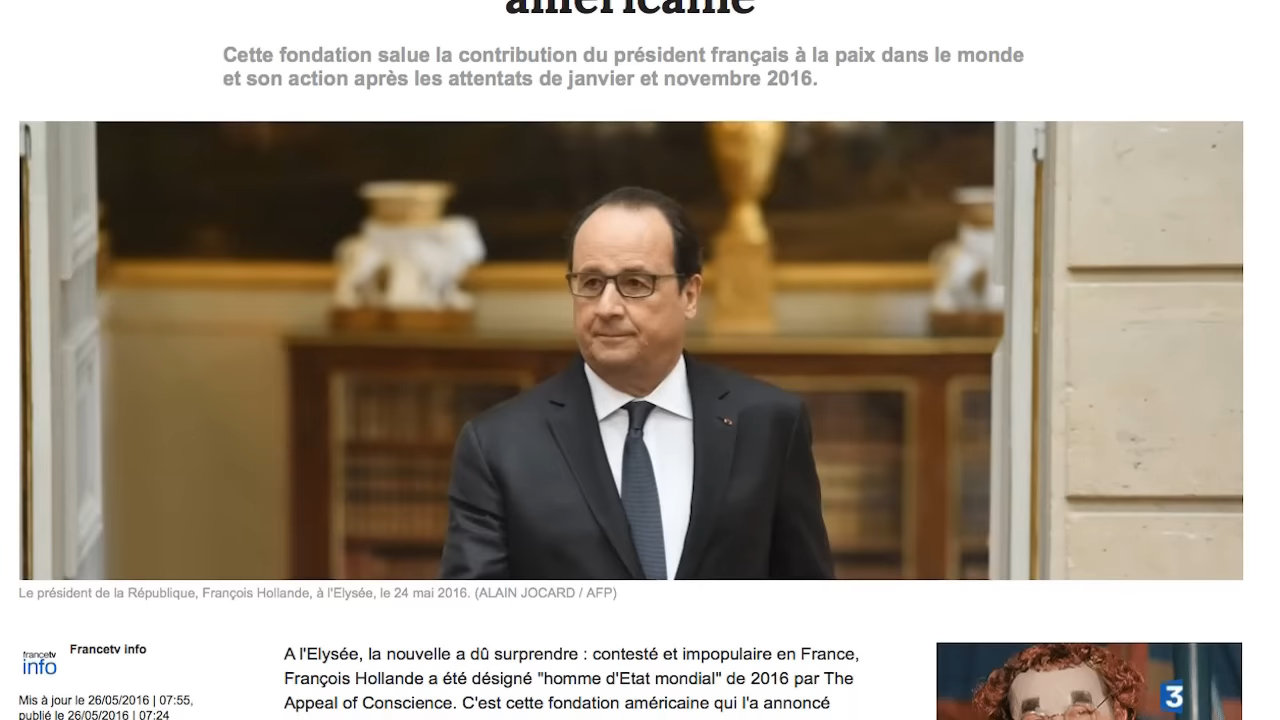 américaine
Cette fondation salue la contribution du président français à la paix dans le monde
et son action après les attentats de janvier et novembre 2016.
Le président de la République, François Hollande, à l'Elysée, le 24 mai 2016. (ALAIN JOCARD / AFP)
francetv
info
Francetv info
Mis à jour le 26/05/2016 | 07:55,
publié le 26/05/2016 | 07:24
A l'Elysée, la nouvelle a dû surprendre : contesté et impopulaire en France,
François Hollande a été désigné "homme d'Etat mondial" de 2016 par The
Appeal of Conscience. C'est cette fondation américaine qui l'a annoncé
3